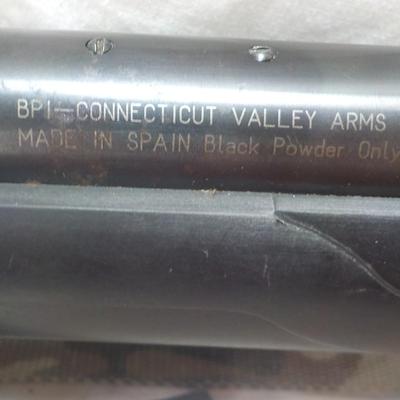 BPI-CONNECTICUT VALLEY ARMS
MADE IN SPAIN Black Powder Only